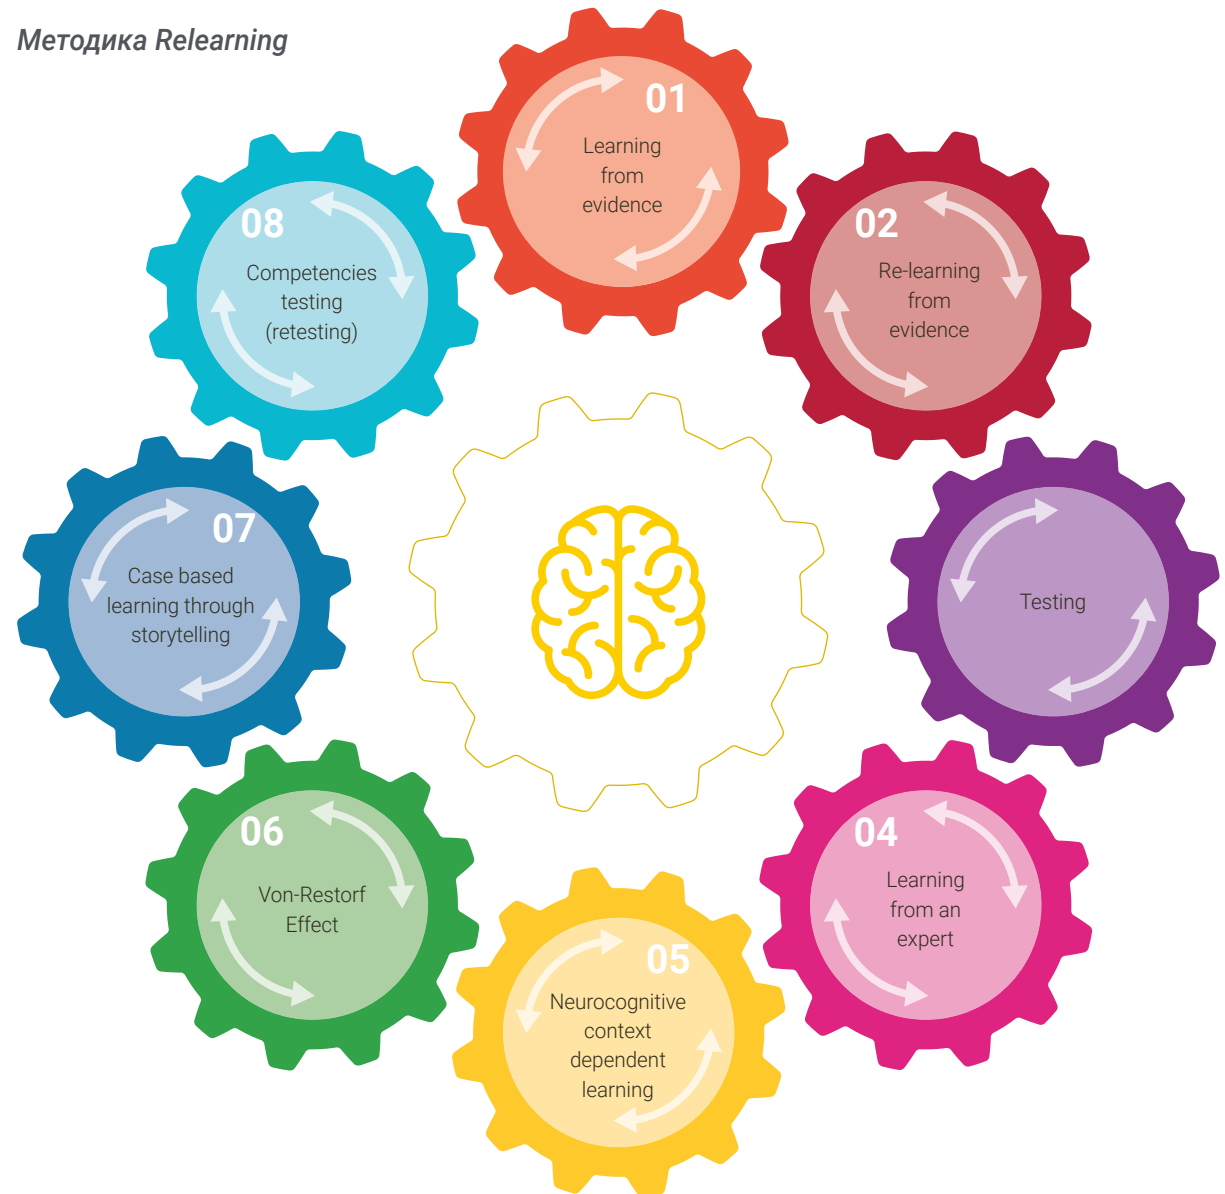 Методика Relearning
01
Learning
from
evidence
02
Re-learning
from
evidence
Testing
04
Learning
from an
expert
05
Neurocognitive
context
dependent
learning
06
Von-Restorf
Effect
07
Case based
learning through
storytelling
08
Competencies
testing
(retesting)